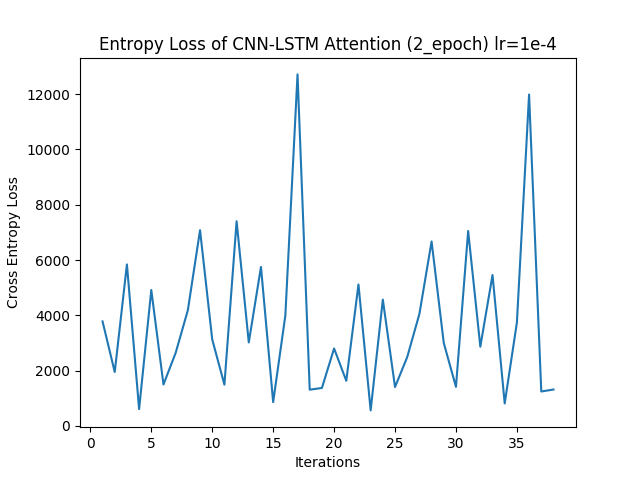 Entropy Loss of CNN-LSTM Attention (2_epoch) lr=1e-4
12000
10000
8000
6000
4000
2000
0
Cross Entropy Loss
0 5 10 15 20 25 30 35
Iterations